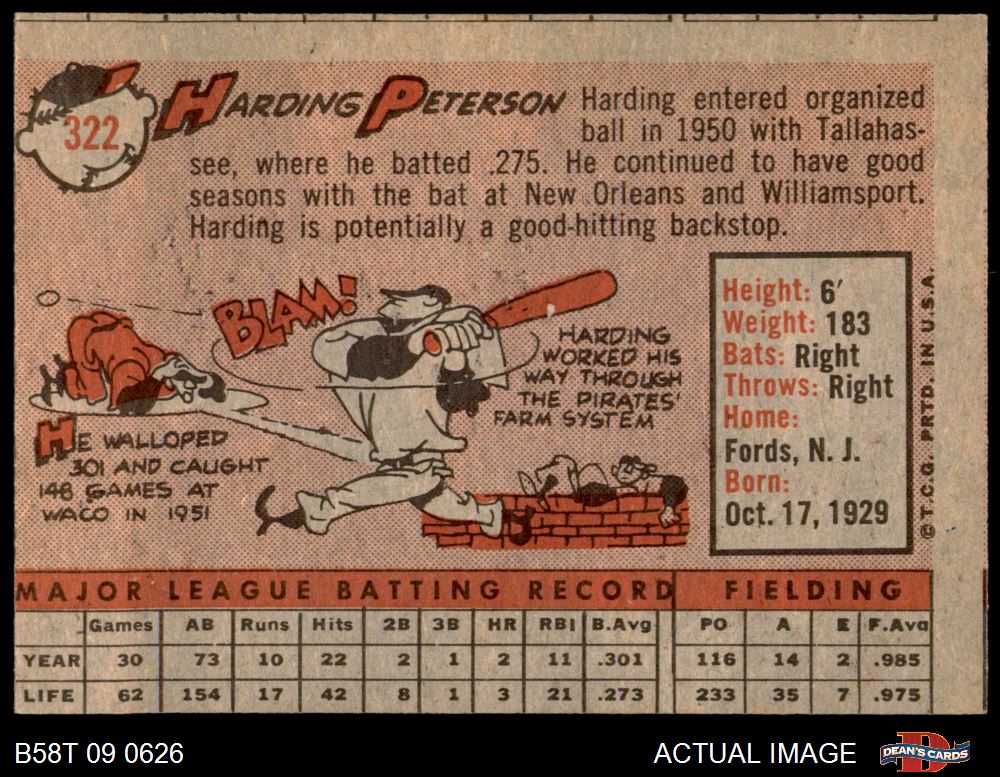 322
HARDING PETERSON
Harding entered organized
ball in 1950 with Tallahas-
see, where he batted .275. He continued to have good
seasons with the bat at New Orleans and Williamsport.
Harding is potentially a good-hitting backstop.
BLAM!
HARDING
WORKED HIS
WAY THROUGH
THE PIRATES'
FARM SYSTEM
HE WALLOPED
301 AND CAUGHT
148 GAMES AT
WACO IN 1951
Height: 6'
Weight: 183
Bats: Right
Throws: Right
Home:
Fords, N. J.
Born:
Oct. 17, 1929
© T.C.G. PRTD. IN U.S.A.
MAJOR LEAGUE BATTING RECORD FIELDING
Games AB Runs Hits 2B 3B HR RBI B.Avg PO A E F.Avg
YEAR 30 73 10 22 2 1 2 11 .301 116 14 2 .985
LIFE 62 154 17 42 8 1 3 21 .273 233 35 7 .975
B58T 09 0626
ACTUAL IMAGE
DEAN'S CARDS